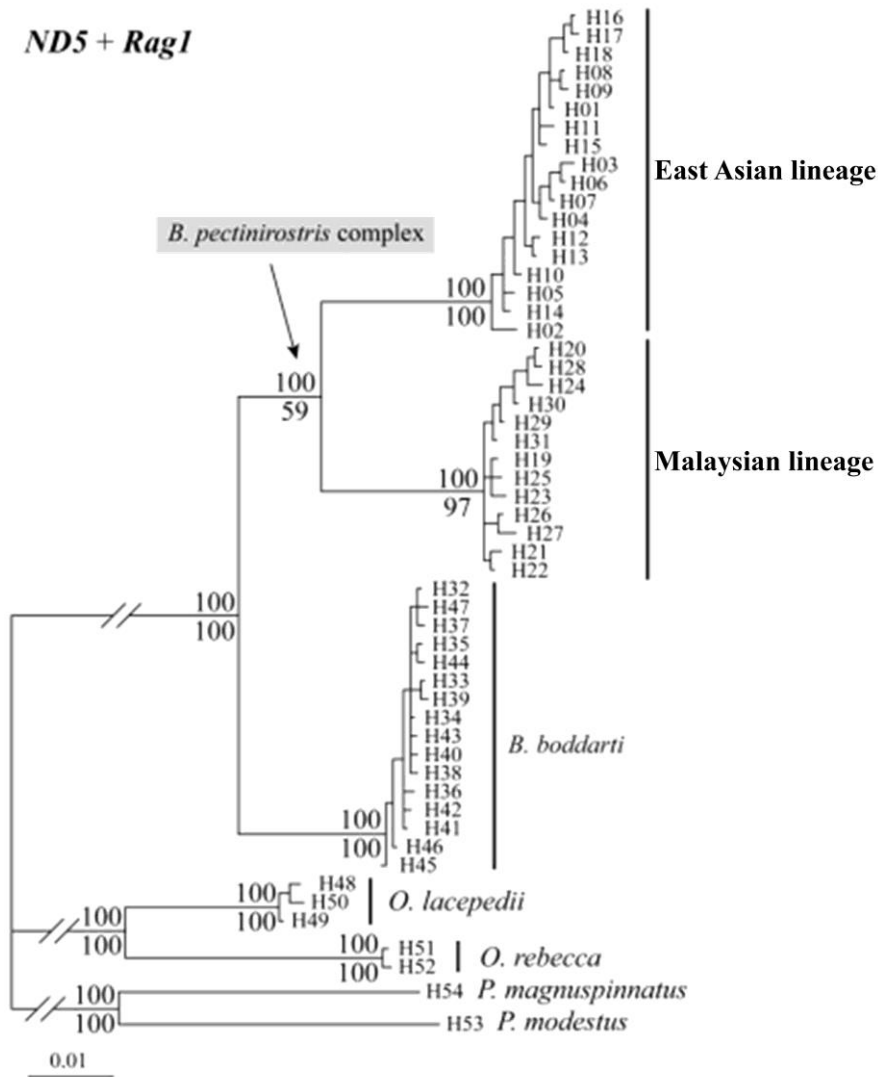 ND5 + Rag1
H16
H17
H18
H08
H09
H01
H11
H15
H03
H06
H07
H04
H12
H13
H10
H05
H14
H02
East Asian lineage
B. pectinirostris complex
100
100
100
59
H20
H28
H24
H30
H29
H31
H19
H25
H23
H26
H27
H21
H22
Malaysian lineage
100
97
100
100
H32
H47
H37
H35
H44
H33
H39
H34
H43
H40
H38
H36
H42
H41
H46
H45
B. boddarti
100
100
H48
H50
H49
O. lacepedii
100
100
100
100
H51
H52
O. rebecca
100
100
H54 P. magnuspinnatus
H53 P. modestus
100
100
0.01